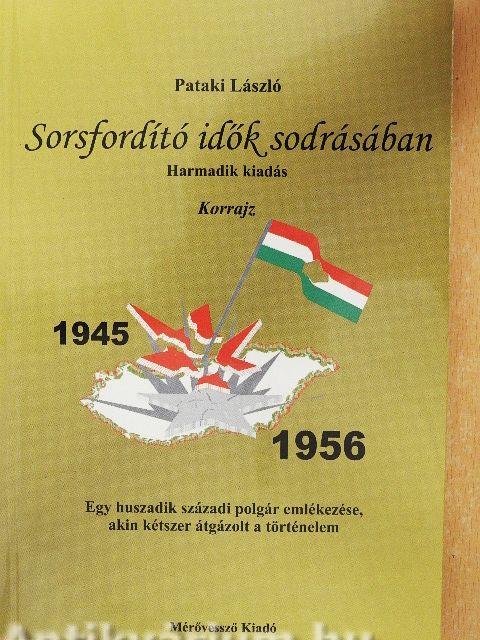 Pataki László
Sorsfordító idők sodrásában
Harmadik kiadás
Korrajz
1945
1956
Egy huszadik századi polgár emlékezése,
akin kétszer átgázolt a történelem
Mérővessző Kiadó